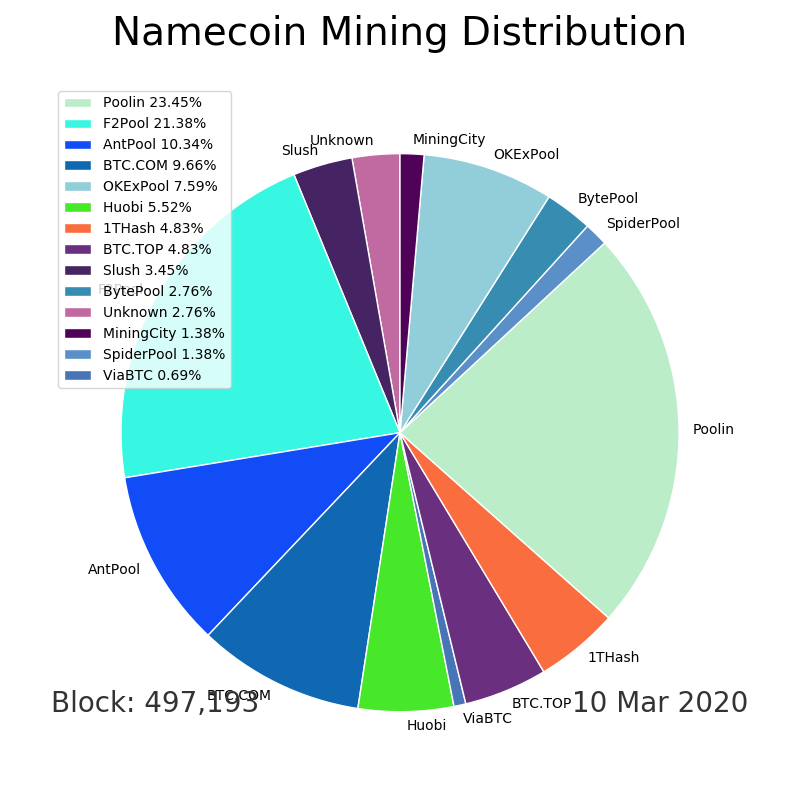 Namecoin Mining Distribution
Poolin 23.45%
F2Pool 21.38%
AntPool 10.34%
BTC.COM 9.66%
OKExPool 7.59%
Huobi 5.52%
1THash 4.83%
BTC.TOP 4.83%
Slush 3.45%
BytePool 2.76%
Unknown 2.76%
MiningCity 1.38%
SpiderPool 1.38%
ViaBTC 0.69%
Unknown
MiningCity
Slush
OKExPool
BytePool
SpiderPool
F2Pool
Poolin
AntPool
1THash
BTC.COM
BTC.TOP
ViaBTC
Huobi
Block: 497,193
10 Mar 2020